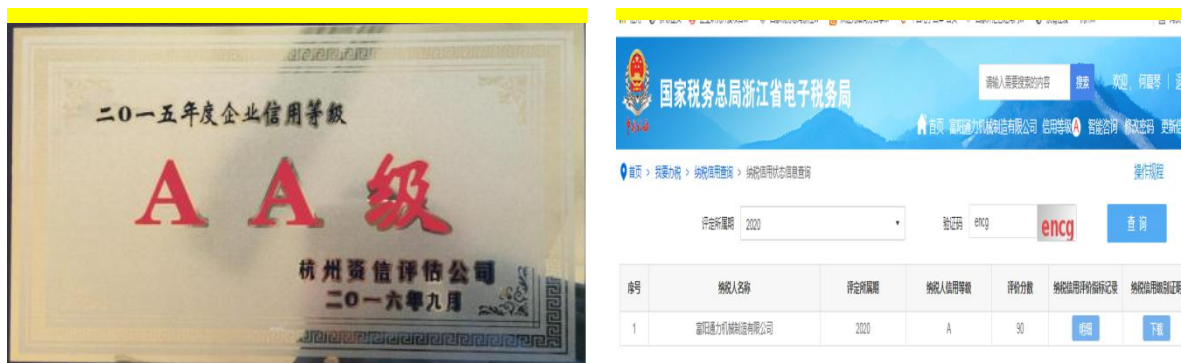 二0一五年度企业信用等级
A A 级
杭州资信评估公司
二0一六年九月
国家税务总局浙江省电子税务局
请输入需要搜索的内容 搜索 欢迎，何夏琴
首页 富阳通力机械制造有限公司 信用等级A 智能咨询 修改密码
首页 > 我要办税 > 纳税信用查询 > 纳税信用状态信息查询 操作规程
评定所属期 2020 验证码 encg encg 查询
序号 纳税人名称 评定所属期 纳税人信用等级 评价分数 纳税信用评价指标记录
1 富阳通力机械制造有限公司 2020 A 90 明细 下载